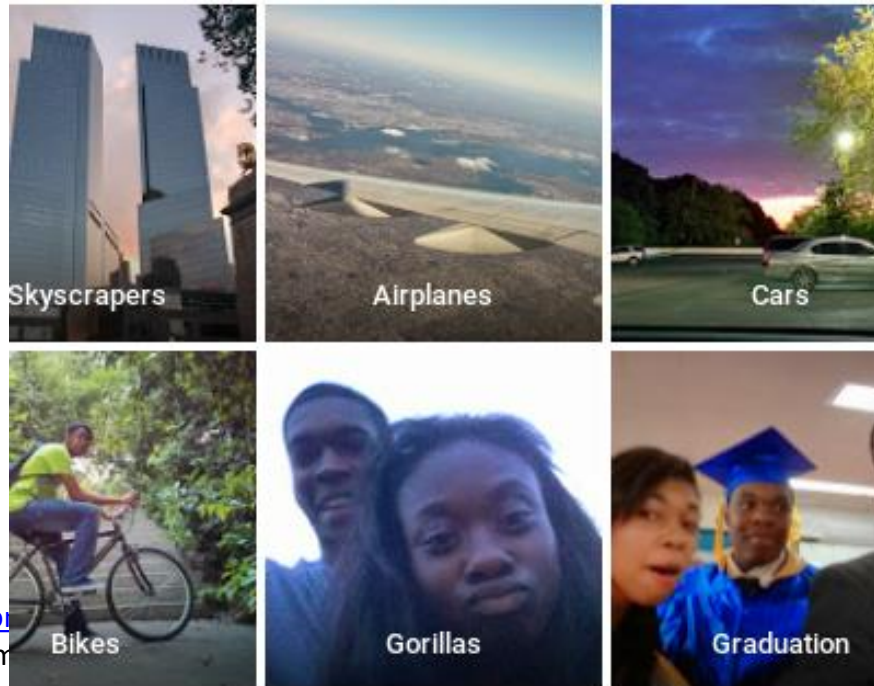 Skyscrapers
Airplanes
Cars
Bikes
Gorillas
Graduation